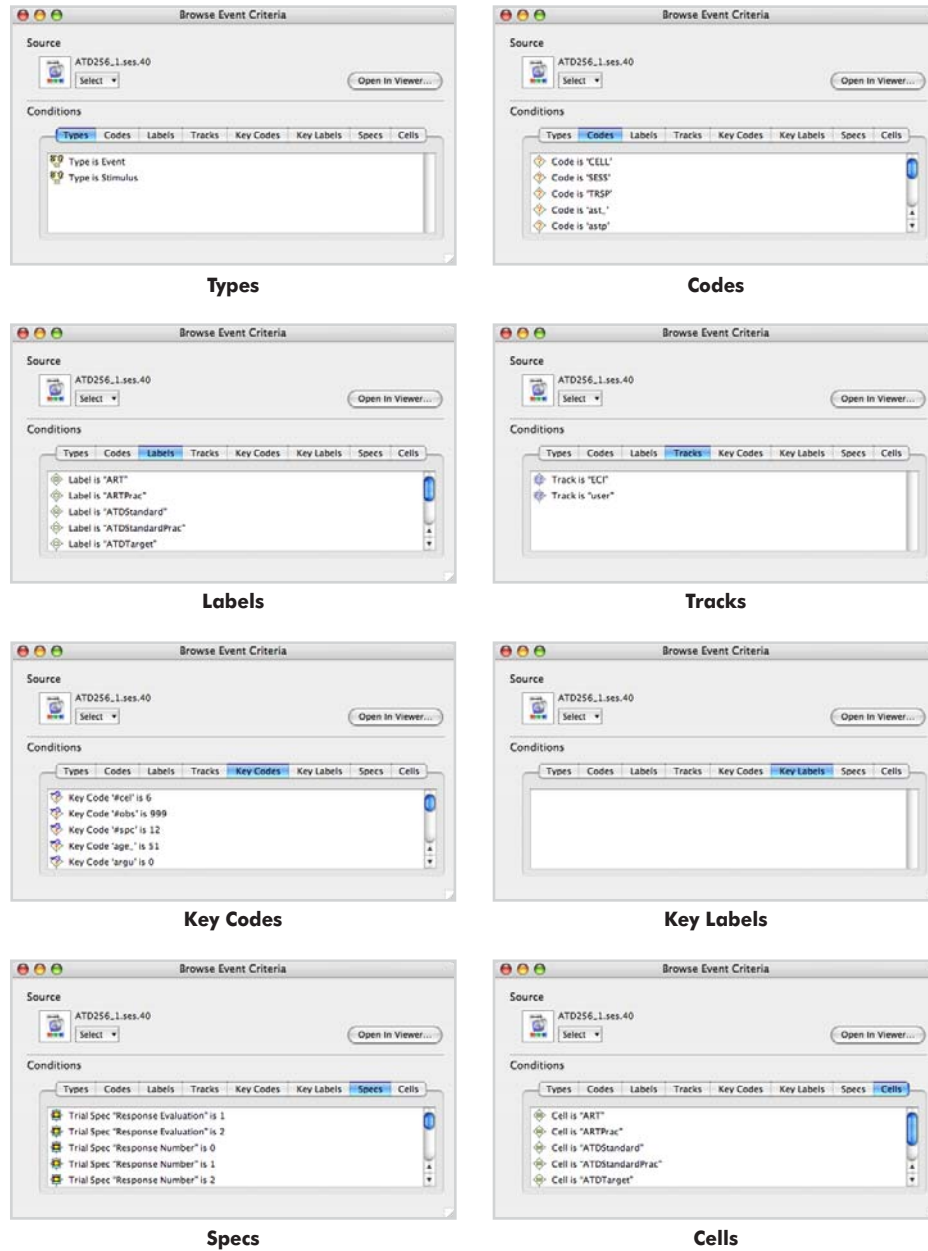 Browse Event Criteria
Source
ATD256_1.ses.40
Select
Open In Viewer...
Conditions
Types Codes Labels Tracks Key Codes Key Labels Specs Cells
Type is Event
Type is Stimulus
Types
Browse Event Criteria
Source
ATD256_1.ses.40
Select
Open In Viewer...
Conditions
Types Codes Labels Tracks Key Codes Key Labels Specs Cells
Code is 'CELL'
Code is 'SESS'
Code is 'TRSP'
Code is 'ast_'
Code is 'astp'
Codes
Browse Event Criteria
Source
ATD256_1.ses.40
Select
Open In Viewer...
Conditions
Types Codes Labels Tracks Key Codes Key Labels Specs Cells
Label is "ART"
Label is "ARTPrac"
Label is "ATDStandard"
Label is "ATDStandardPrac"
Label is "ATDTarget"
Labels
Browse Event Criteria
Source
ATD256_1.ses.40
Select
Open In Viewer...
Conditions
Types Codes Labels Tracks Key Codes Key Labels Specs Cells
Track is "ECI"
Track is "user"
Tracks
Browse Event Criteria
Source
ATD256_1.ses.40
Select
Open In Viewer...
Conditions
Types Codes Labels Tracks Key Codes Key Labels Specs Cells
Key Code '#cel' is 6
Key Code '#obs' is 999
Key Code '#spc' is 12
Key Code 'age_' is 51
Key Code 'argu' is 0
Key Codes
Browse Event Criteria
Source
ATD256_1.ses.40
Select
Open In Viewer...
Conditions
Types Codes Labels Tracks Key Codes Key Labels Specs Cells
Key Labels
Browse Event Criteria
Source
ATD256_1.ses.40
Select
Open In Viewer...
Conditions
Types Codes Labels Tracks Key Codes Key Labels Specs Cells
Trial Spec "Response Evaluation" is 1
Trial Spec "Response Evaluation" is 2
Trial Spec "Response Number" is 0
Trial Spec "Response Number" is 1
Trial Spec "Response Number" is 2
Specs
Browse Event Criteria
Source
ATD256_1.ses.40
Select
Open In Viewer...
Conditions
Types Codes Labels Tracks Key Codes Key Labels Specs Cells
Cell is "ART"
Cell is "ARTPrac"
Cell is "ATDStandard"
Cell is "ATDStandardPrac"
Cell is "ATDTarget"
Cells